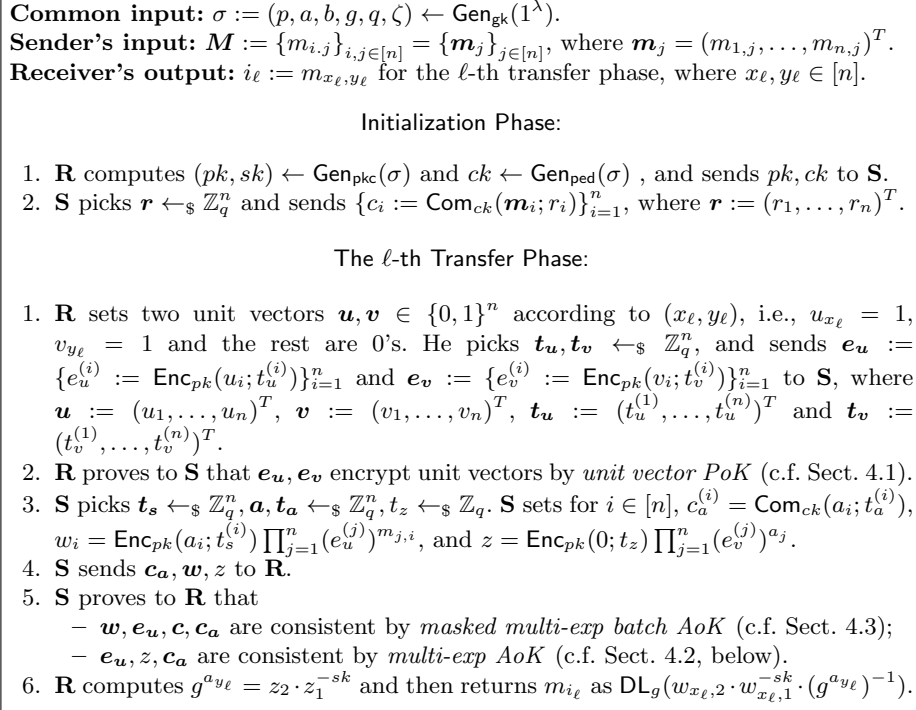 Common input: σ := (p, a, b, g, q, ζ) ← Gen_gk(1^λ).
Sender's input: M := {m_{i.j}}_{i,j∈[n]} = {m_j}_{j∈[n]}, where m_j = (m_{1,j}, . . . , m_{n,j})^T.
Receiver's output: i_ℓ := m_{x_ℓ,y_ℓ} for the ℓ-th transfer phase, where x_ℓ, y_ℓ ∈ [n].
Initialization Phase:
1. R computes (pk, sk) ← Gen_pkc(σ) and ck ← Gen_ped(σ) , and sends pk, ck to S.
2. S picks r ←_$ ℤ_q^n and sends {c_i := Com_ck(m_i; r_i)}_{i=1}^n, where r := (r_1, . . . , r_n)^T.
The ℓ-th Transfer Phase:
1. R sets two unit vectors u, v ∈ {0, 1}^n according to (x_ℓ, y_ℓ), i.e., u_{x_ℓ} = 1,
v_{y_ℓ} = 1 and the rest are 0's. He picks t_u, t_v ←_$ ℤ_q^n, and sends e_u :=
{e_u^{(i)} := Enc_pk(u_i; t_u^{(i)})}_{i=1}^n and e_v := {e_v^{(i)} := Enc_pk(v_i; t_v^{(i)})}_{i=1}^n to S, where
u := (u_1, . . . , u_n)^T, v := (v_1, . . . , v_n)^T, t_u := (t_u^{(1)}, . . . , t_u^{(n)})^T and t_v :=
(t_v^{(1)}, . . . , t_v^{(n)})^T.
2. R proves to S that e_u, e_v encrypt unit vectors by unit vector PoK (c.f. Sect. 4.1).
3. S picks t_s ←_$ ℤ_q^n, a, t_a ←_$ ℤ_q^n, t_z ←_$ ℤ_q. S sets for i ∈ [n], c_a^{(i)} = Com_ck(a_i; t_a^{(i)}),
w_i = Enc_pk(a_i; t_s^{(i)}) ∏_{j=1}^n (e_u^{(j)})^{m_{j,i}}, and z = Enc_pk(0; t_z) ∏_{j=1}^n (e_v^{(j)})^{a_j}.
4. S sends c_a, w, z to R.
5. S proves to R that
– w, e_u, c, c_a are consistent by masked multi-exp batch AoK (c.f. Sect. 4.3);
– e_u, z, c_a are consistent by multi-exp AoK (c.f. Sect. 4.2, below).
6. R computes g^{a_{y_ℓ}} = z_2 · z_1^{-sk} and then returns m_{i_ℓ} as DL_g(w_{x_ℓ,2} · w_{x_ℓ,1}^{-sk} · (g^{a_{y_ℓ}})^{-1}).